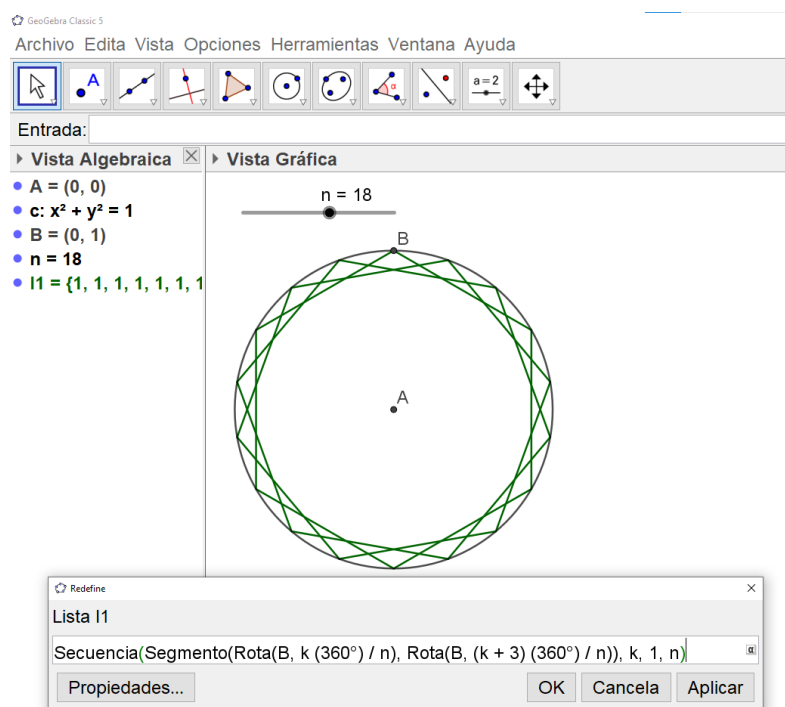 GeoGebra Classic 5
Archivo Edita Vista Opciones Herramientas Ventana Ayuda
A
α
a=2
Entrada:
Vista Algebraica
Vista Gráfica
A = (0, 0)
c: x² + y² = 1
B = (0, 1)
n = 18
l1 = {1, 1, 1, 1, 1, 1, 1
n = 18
B
A
Redefine
Lista l1
Secuencia(Segmento(Rota(B, k (360°) / n), Rota(B, (k + 3) (360°) / n)), k, 1, n)
α
Propiedades... OK Cancela Aplicar